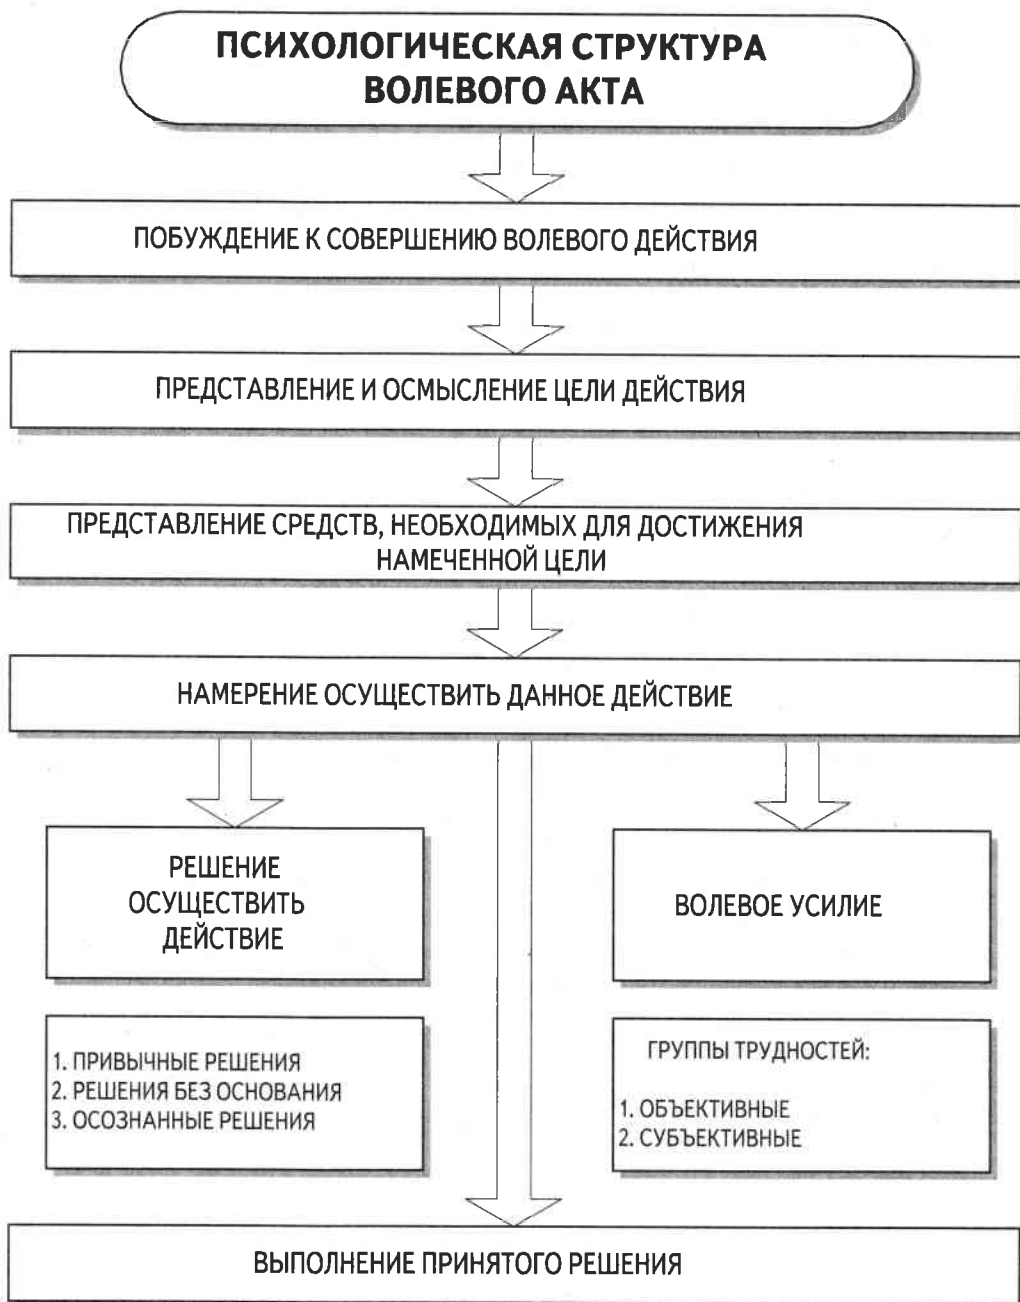 ПСИХОЛОГИЧЕСКАЯ СТРУКТУРА
ВОЛЕВОГО АКТА
ПОБУЖДЕНИЕ К СОВЕРШЕНИЮ ВОЛЕВОГО ДЕЙСТВИЯ
ПРЕДСТАВЛЕНИЕ И ОСМЫСЛЕНИЕ ЦЕЛИ ДЕЙСТВИЯ
ПРЕДСТАВЛЕНИЕ СРЕДСТВ, НЕОБХОДИМЫХ ДЛЯ ДОСТИЖЕНИЯ
НАМЕЧЕННОЙ ЦЕЛИ
НАМЕРЕНИЕ ОСУЩЕСТВИТЬ ДАННОЕ ДЕЙСТВИЕ
РЕШЕНИЕ
ОСУЩЕСТВИТЬ
ДЕЙСТВИЕ
1. ПРИВЫЧНЫЕ РЕШЕНИЯ
2. РЕШЕНИЯ БЕЗ ОСНОВАНИЯ
3. ОСОЗНАННЫЕ РЕШЕНИЯ
ВОЛЕВОЕ УСИЛИЕ
ГРУППЫ ТРУДНОСТЕЙ:
1. ОБЪЕКТИВНЫЕ
2. СУБЪЕКТИВНЫЕ
ВЫПОЛНЕНИЕ ПРИНЯТОГО РЕШЕНИЯ